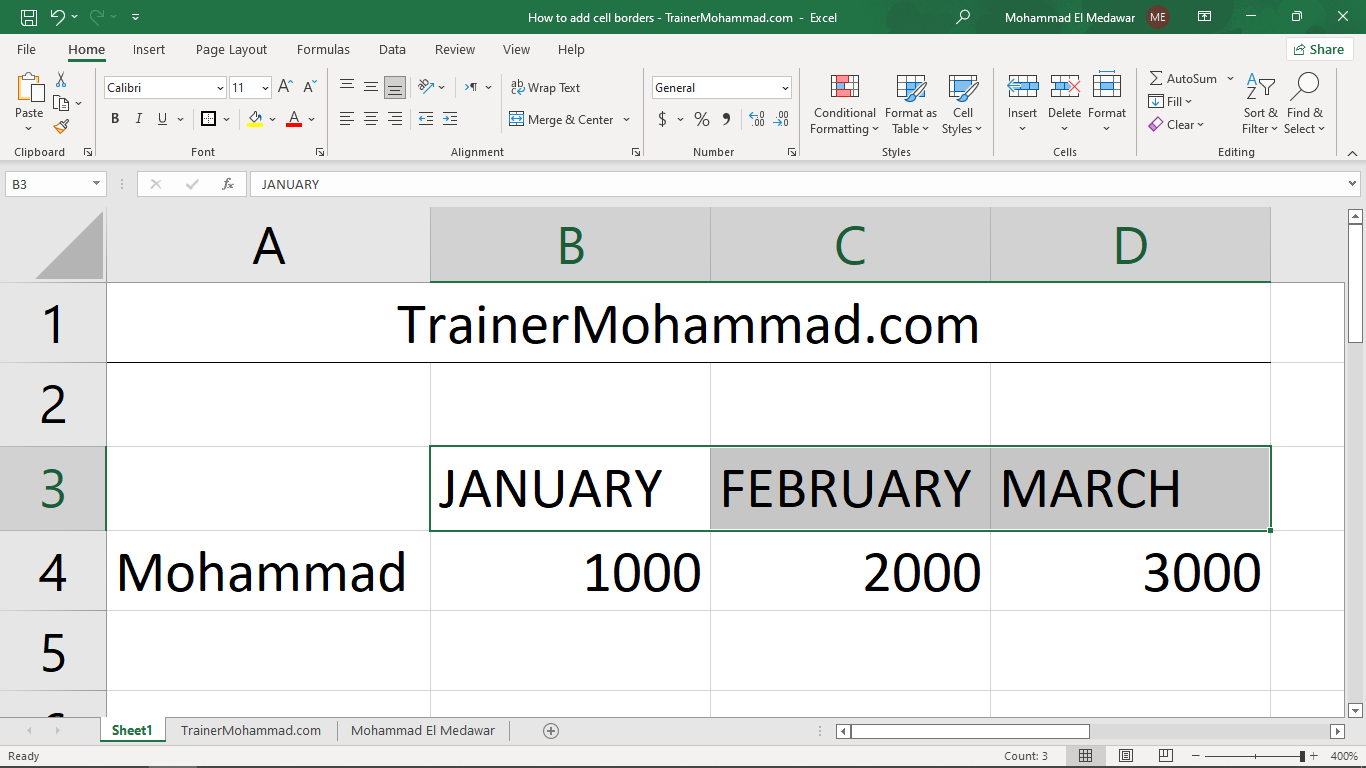 How to add cell borders - TrainerMohammad.com - Excel
Mohammad El Medawar ME
File Home Insert Page Layout Formulas Data Review View Help Share
Paste
Clipboard
Calibri 11
B I U A
Font
Wrap Text
Merge & Center
Alignment
General
$ % 9 .00 .00
Number
Conditional Formatting
Format as Table
Cell Styles
Styles
Insert Delete Format
Cells
AutoSum
Fill
Clear
Sort & Filter
Find & Select
Editing
B3 fx JANUARY
A B C D
1 TrainerMohammad.com
2
3 JANUARY FEBRUARY MARCH
4 Mohammad 1000 2000 3000
5
Sheet1 TrainerMohammad.com Mohammad El Medawar
Ready Count: 3 400%